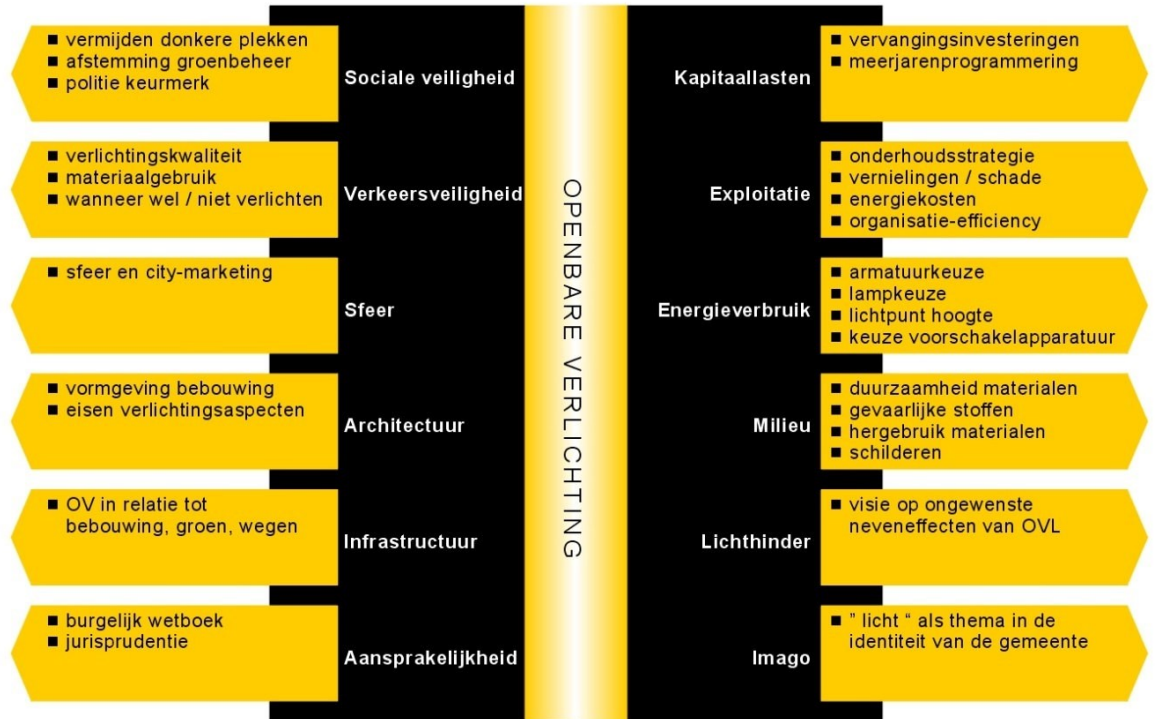 ■ vermijden donkere plekken
■ afstemming groenbeheer
■ politie keurmerk
Sociale veiligheid
■ verlichtingskwaliteit
■ materiaalgebruik
■ wanneer wel / niet verlichten
Verkeersveiligheid
■ sfeer en city-marketing
Sfeer
■ vormgeving bebouwing
■ eisen verlichtingsaspecten
Architectuur
■ OV in relatie tot
bebouwing, groen, wegen
Infrastructuur
■ burgelijk wetboek
■ jurisprudentie
Aansprakelijkheid
OPENBARE VERLICHTING
Kapitaallasten
■ vervangingsinvesteringen
■ meerjarenprogrammering
Exploitatie
■ onderhoudsstrategie
■ vernielingen / schade
■ energiekosten
■ organisatie-efficiency
Energieverbruik
■ armatuurkeuze
■ lampkeuze
■ lichtpunt hoogte
■ keuze voorschakelapparatuur
Milieu
■ duurzaamheid materialen
■ gevaarlijke stoffen
■ hergebruik materialen
■ schilderen
Lichthinder
■ visie op ongewenste
neveneffecten van OVL
Imago
■ ” licht “ als thema in de
identiteit van de gemeente